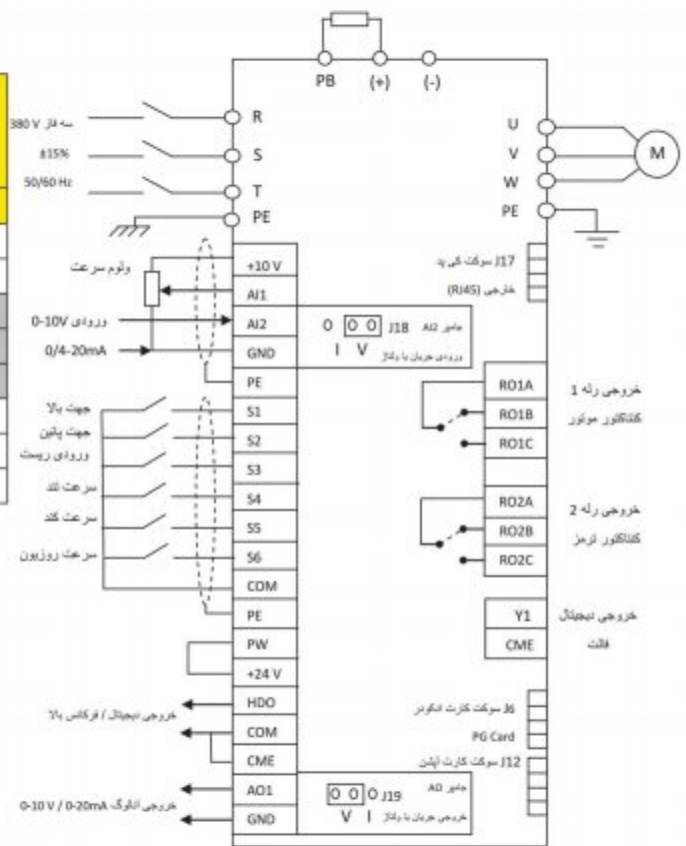 PB (+) (-)
سه فاز 380 V
±15%
50/60 Hz
R
S
T
PE
U
V
W
PE
M
ولوم سرعت
ورودی 0-10V
0/4-20mA
+10 V
AI1
AI2
GND
PE
جامپر AI2 J18
I V
ورودی جریان یا ولتاژ
J17 سوکت کی پد
خارجی (RJ45)
جهت بالا
جهت پائین
ورودی ریست
سرعت تند
سرعت کند
سرعت رویزیون
S1
S2
S3
S4
S5
S6
COM
PE
PW
+24 V
HDO
COM
CME
AO1
GND
RO1A
RO1B
RO1C
خروجی رله 1
کنتاکتور موتور
RO2A
RO2B
RO2C
خروجی رله 2
کنتاکتور ترمز
Y1
CME
خروجی دیجیتال
فالت
خروجی دیجیتال / فرکانس بالا
خروجی آنالوگ 0-10 V / 0-20mA
J6 سوکت کارت انکودر
PG Card
J12 سوکت کارت آپشن
جامپر AO J19
V I
خروجی جریان یا ولتاژ